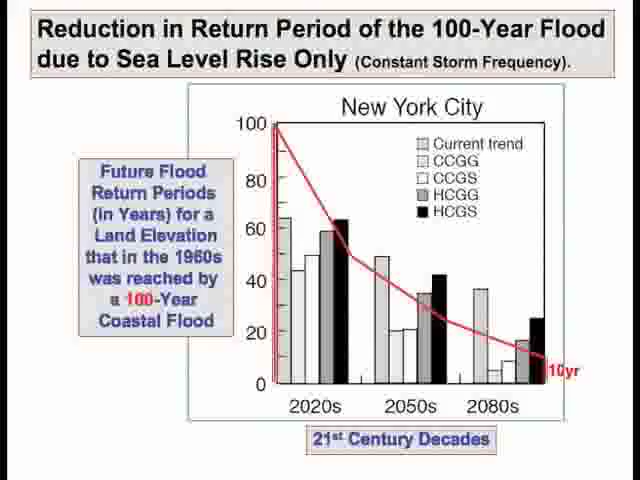 Reduction in Return Period of the 100-Year Flood
due to Sea Level Rise Only (Constant Storm Frequency).
New York City
100
80
60
40
20
0
Current trend
CCGG
CCGS
HCGG
HCGS
Future Flood
Return Periods
(in Years) for a
Land Elevation
that in the 1960s
was reached by
a 100-Year
Coastal Flood
10yr
2020s 2050s 2080s
21st Century Decades